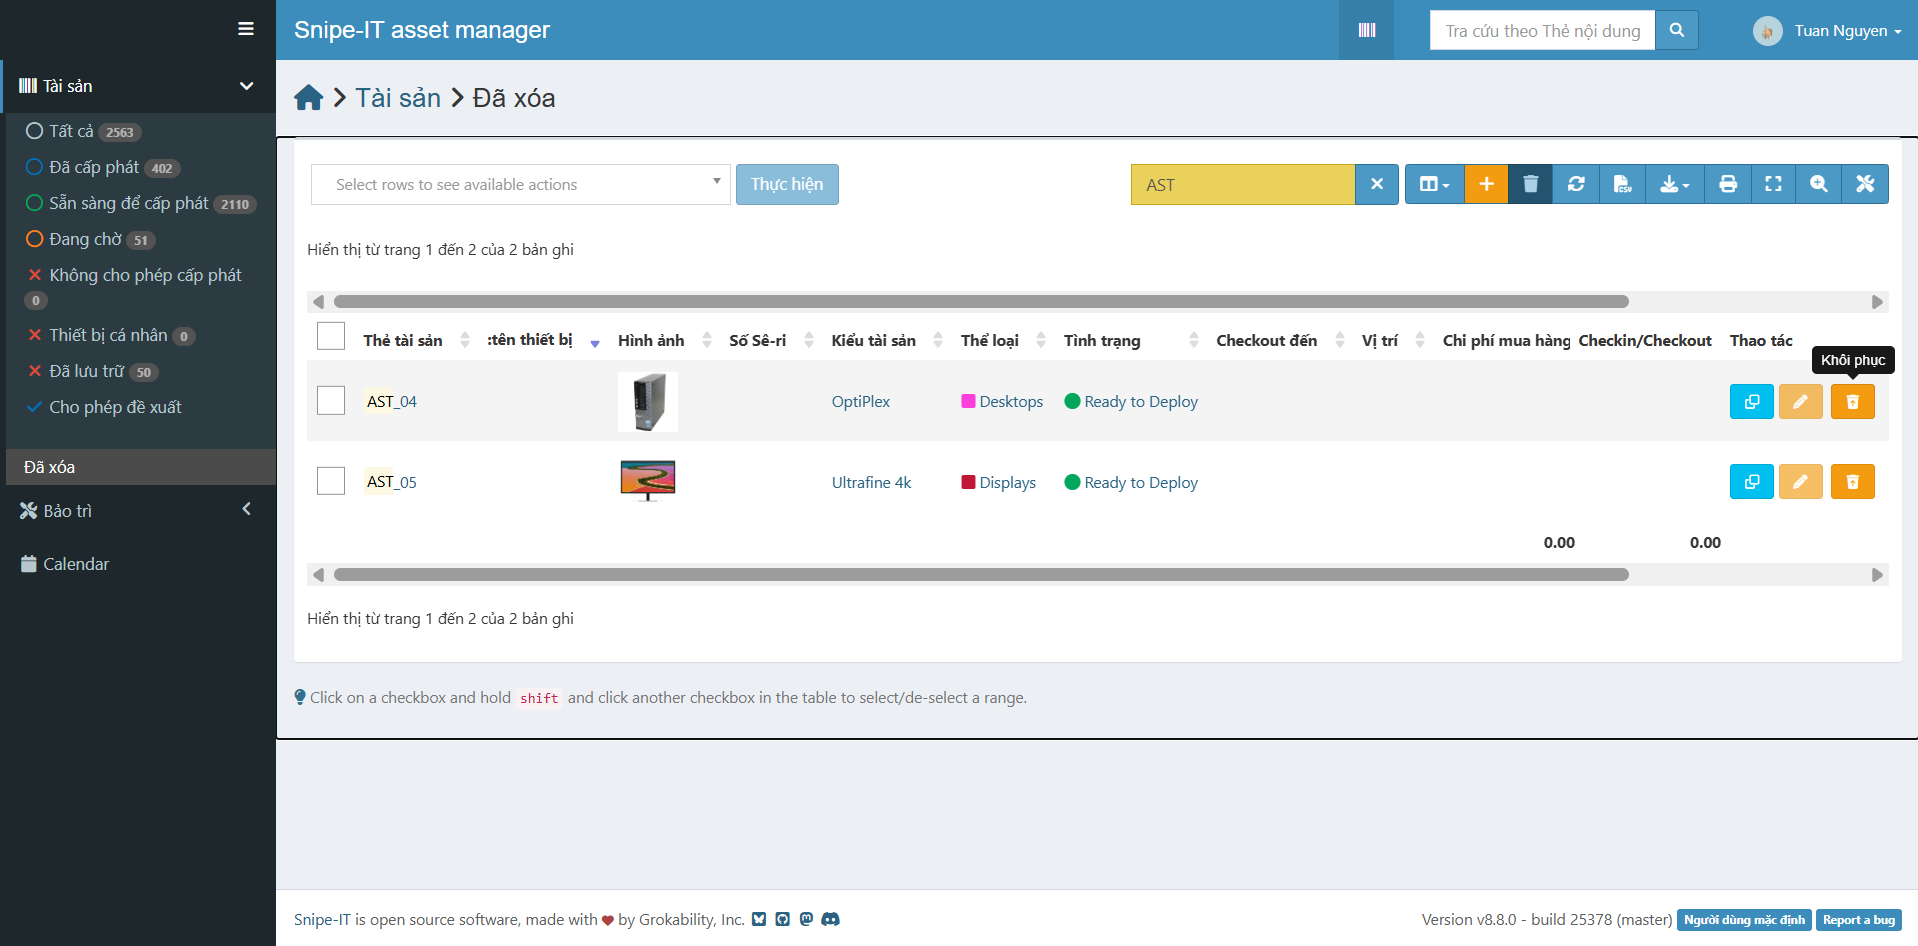 Snipe-IT asset manager
Tra cứu theo Thẻ nội dung
Tuan Nguyen
Tài sản
Tất cả 2563
Đã cấp phát 402
Sẵn sàng để cấp phát 2110
Đang chờ 51
Không cho phép cấp phát
0
Thiết bị cá nhân 0
Đã lưu trữ 50
Cho phép đề xuất
Đã xóa
Bảo trì
Calendar
Tài sản Đã xóa
Select rows to see available actions
Thực hiện
AST
Hiển thị từ trang 1 đến 2 của 2 bản ghi
Thẻ tài sản :tên thiết bị Hình ảnh Số Sê-ri Kiểu tài sản Thể loại Tình trạng Checkout đến Vị trí Chi phí mua hàng Checkin/Checkout Thao tác
Khôi phục
AST_04 OptiPlex Desktops Ready to Deploy
AST_05 Ultrafine 4k Displays Ready to Deploy
0.00 0.00
Hiển thị từ trang 1 đến 2 của 2 bản ghi
Click on a checkbox and hold shift and click another checkbox in the table to select/de-select a range.
Snipe-IT is open source software, made with by Grokability, Inc.
Version v8.8.0 - build 25378 (master) Người dùng mặc định Report a bug